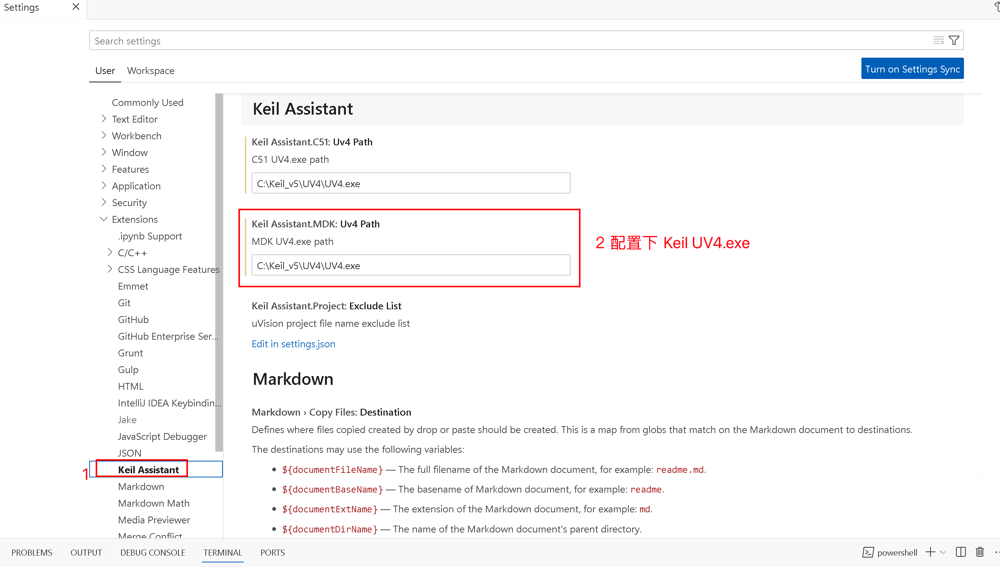 Settings
Search settings
User
Workspace
Turn on Settings Sync
Commonly Used
Text Editor
Workbench
Window
Features
Application
Security
Extensions
.ipynb Support
C/C++
CSS Language Features
Emmet
Git
GitHub
GitHub Enterprise Ser...
Grunt
Gulp
HTML
IntelliJ IDEA Keybindin...
Jake
JavaScript Debugger
JSON
1
Keil Assistant
Markdown
Markdown Math
Media Previewer
Merge Conflict
Keil Assistant
Keil Assistant.C51: Uv4 Path
C51 UV4.exe path
C:\Keil_v5\UV4\UV4.exe
Keil Assistant.MDK: Uv4 Path
MDK UV4.exe path
C:\Keil_v5\UV4\UV4.exe
2 配置下 Keil UV4.exe
Keil Assistant.Project: Exclude List
uVision project file name exclude list
Edit in settings.json
Markdown
Markdown › Copy Files: Destination
Defines where files copied created by drop or paste should be created. This is a map from globs that match on the Markdown document to destinations.
The destinations may use the following variables:
• ${documentFileName} — The full filename of the Markdown document, for example: readme.md.
• ${documentBaseName} — The basename of Markdown document, for example: readme.
• ${documentExtName} — The extension of the Markdown document, for example: md.
• ${documentDirName} — The name of the Markdown document's parent directory.
PROBLEMS
OUTPUT
DEBUG CONSOLE
TERMINAL
PORTS
powershell